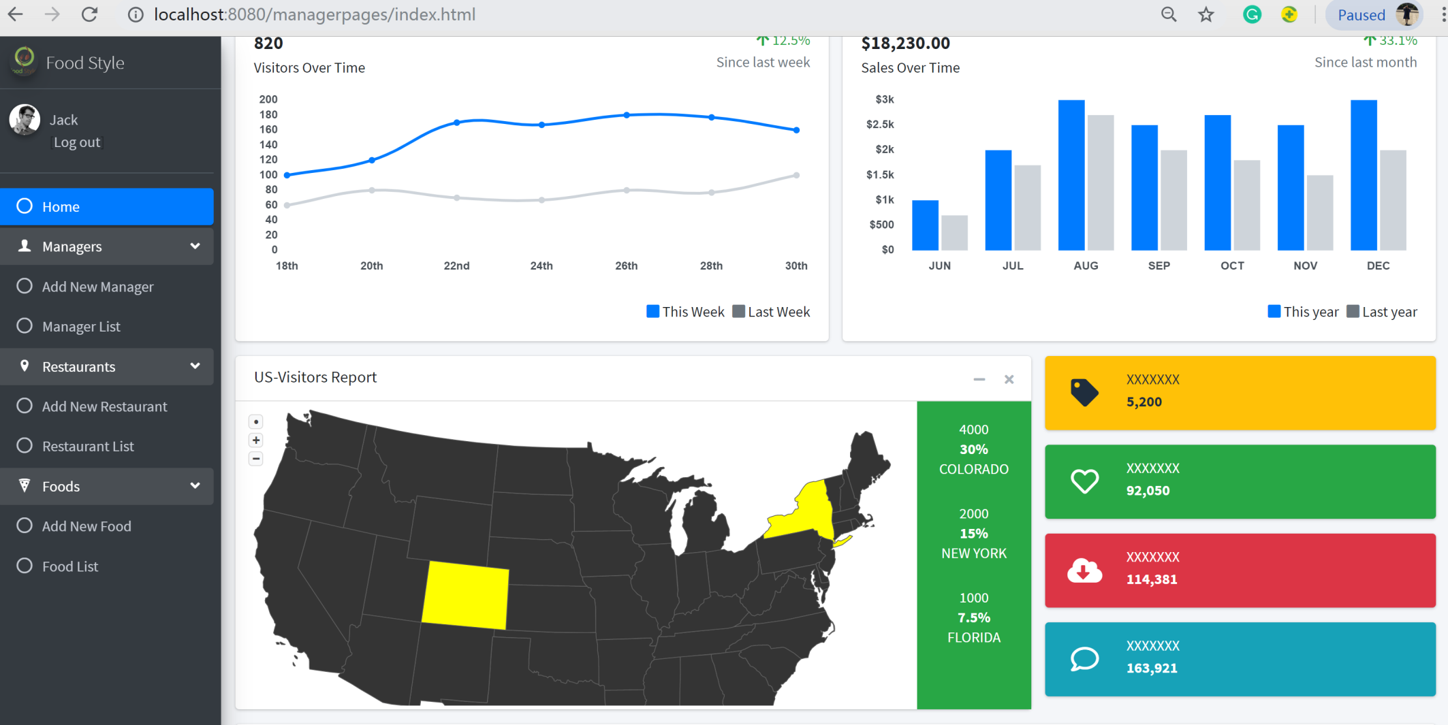 localhost:8080/managerpages/index.html
Paused
Food Style
Jack
Log out
Home
Managers
Add New Manager
Manager List
Restaurants
Add New Restaurant
Restaurant List
Foods
Add New Food
Food List
820
12.5%
Visitors Over Time
Since last week
200
180
160
140
120
100
80
60
40
20
0
18th 20th 22nd 24th 26th 28th 30th
This Week Last Week
$18,230.00
33.1%
Sales Over Time
Since last month
$3k
$2.5k
$2k
$1.5k
$1k
$500
$0
JUN JUL AUG SEP OCT NOV DEC
This year Last year
US-Visitors Report
4000
30%
COLORADO
2000
15%
NEW YORK
1000
7.5%
FLORIDA
XXXXXXX
5,200
XXXXXXX
92,050
XXXXXXX
114,381
XXXXXXX
163,921